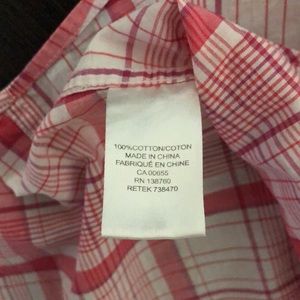 100%COTTON/COTON
MADE IN CHINA
FABRIQUÉ EN CHINE
CA 00655
RN 138760
RETEK 738470